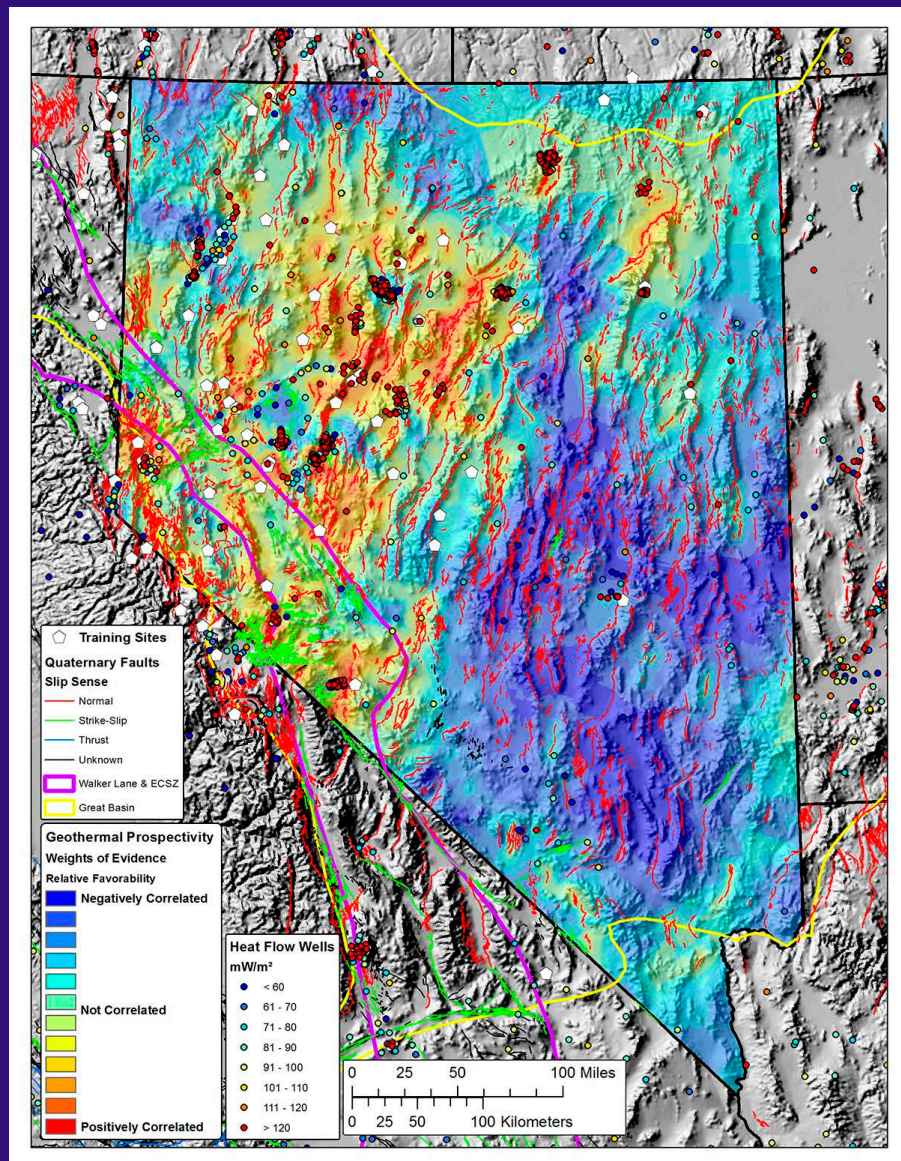 Training Sites
Quaternary Faults
Slip Sense
Normal
Strike-Slip
Thrust
Unknown
Walker Lane & ECSZ
Great Basin
Geothermal Prospectivity
Weights of Evidence
Relative Favorability
Negatively Correlated
Not Correlated
Positively Correlated
Heat Flow Wells
mW/m²
< 60
61 - 70
71 - 80
81 - 90
91 - 100
101 - 110
111 - 120
> 120
0 25 50 100 Miles
0 25 50 100 Kilometers